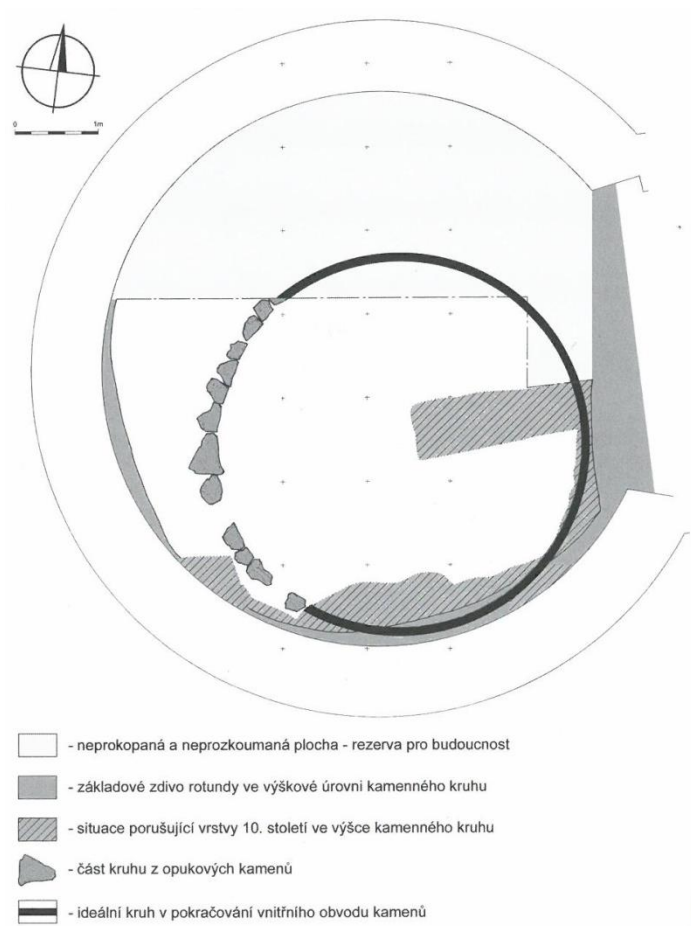 0 1m
- neprokopaná a neprozkoumaná plocha - rezerva pro budoucnost
- základové zdivo rotundy ve výškové úrovni kamenného kruhu
- situace porušující vrstvy 10. století ve výšce kamenného kruhu
- část kruhu z opukových kamenů
- ideální kruh v pokračování vnitřního obvodu kamenů